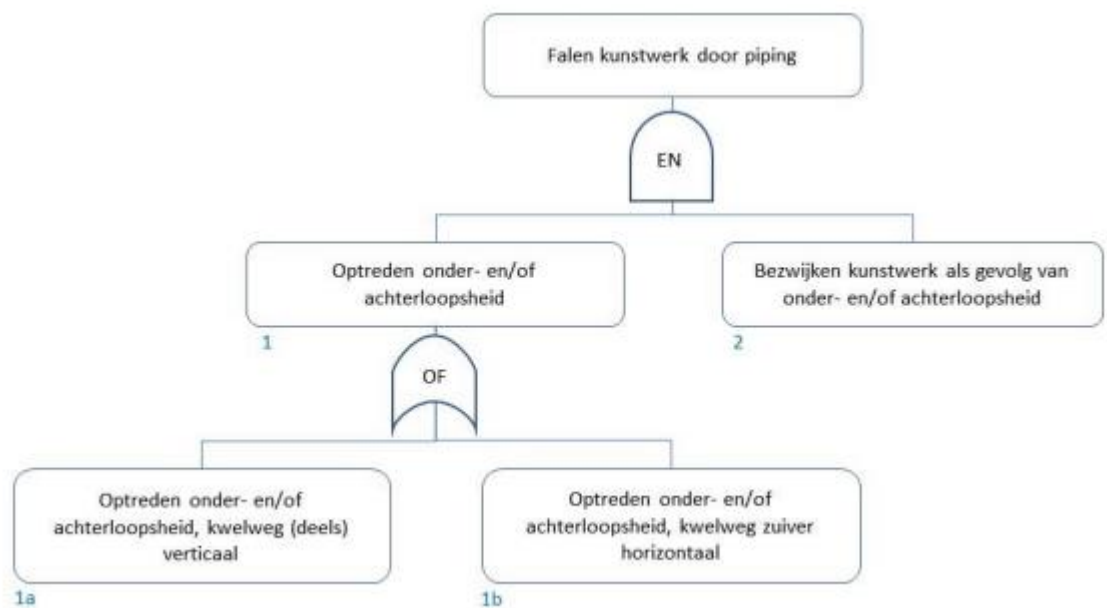 Falen kunstwerk door piping
EN
Optreden onder- en/of
achterloopsheid
1
Bezwijken kunstwerk als gevolg van
onder- en/of achterloopsheid
2
OF
Optreden onder- en/of
achterloopsheid, kwelweg (deels)
verticaal
1a
Optreden onder- en/of
achterloopsheid, kwelweg zuiver
horizontaal
1b